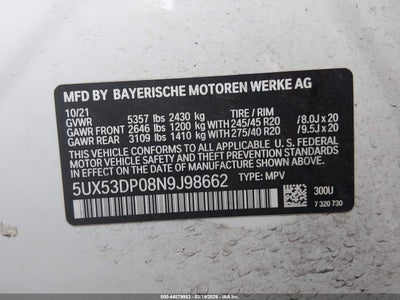 MFD BY BAYERISCHE MOTOREN WERKE AG
10/21
GVWR 5357 lbs 2430 kg TIRE / RIM
GAWR FRONT 2646 lbs 1200 kg WITH 245/45 R20 /8.0J x 20
GAWR REAR 3109 lbs 1410 kg WITH 275/40 R20 /9.5J x 20
THIS VEHICLE CONFORMS TO ALL APPLICABLE U.S. FEDERAL
MOTOR VEHICLE SAFETY AND THEFT PREVENTION STANDARDS
IN EFFECT ON THE DATE OF MANUFACTURE SHOWN ABOVE.
5UX53DP08N9J98662 TYPE: MPV
300U
7 320 730